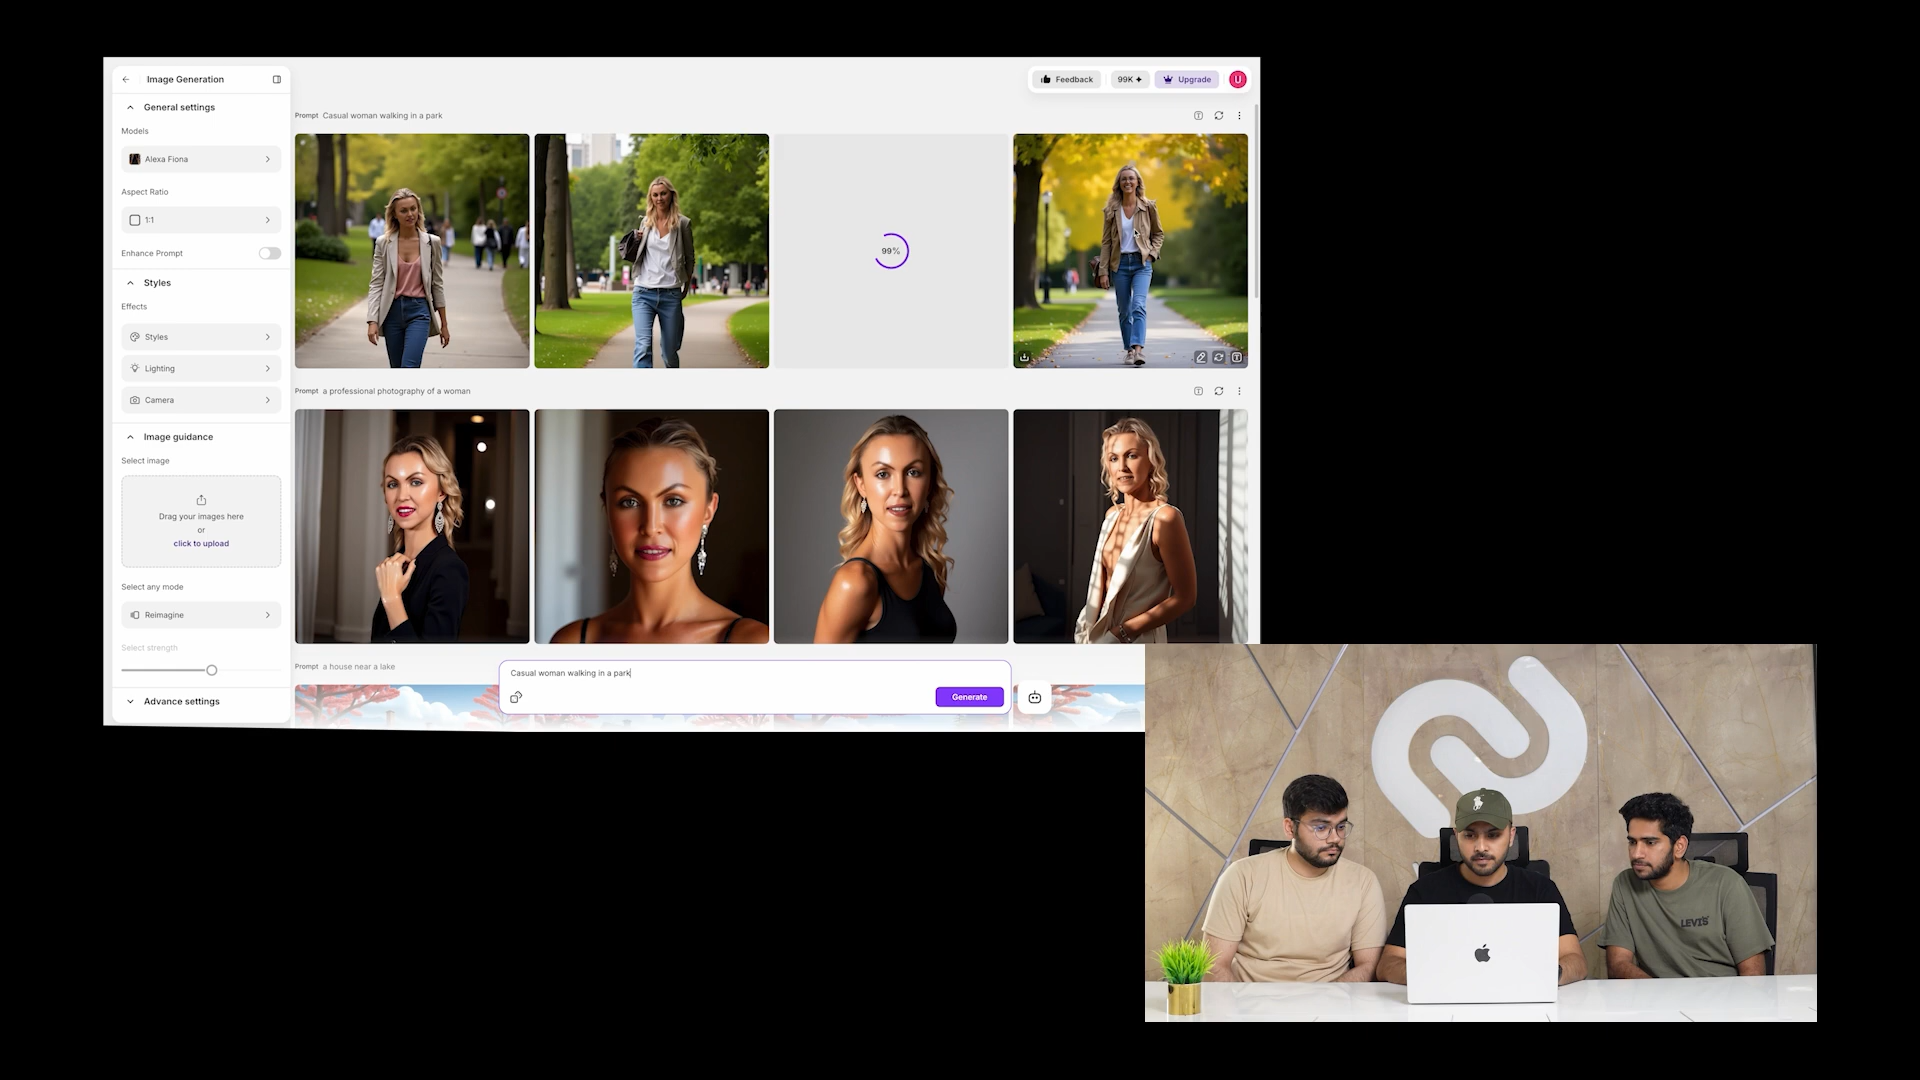 Image Generation
General settings
Models
Alexa Fiona
Aspect Ratio
1:1
Enhance Prompt
Styles
Effects
Styles
Lighting
Camera
Image guidance
Select image
Drag your images here
or
click to upload
Select any mode
Reimagine
Select strength
Advance settings
Feedback
99K
Upgrade
U
Prompt Casual woman walking in a park
99%
Prompt a professional photography of a woman
Prompt a house near a lake
Casual woman walking in a park
Generate
LEVI'S